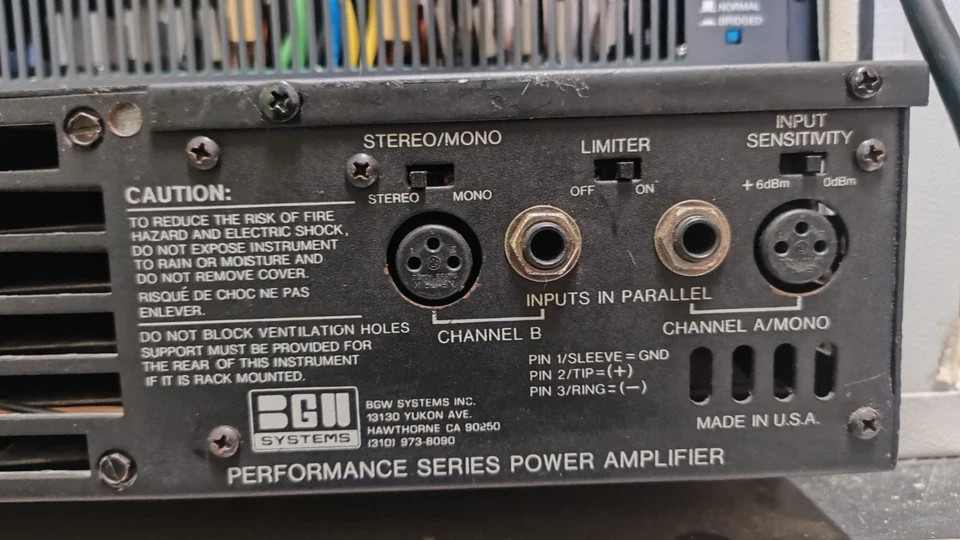 NORMAL
BRIDGED
STEREO/MONO
STEREO
MONO
LIMITER
OFF
ON
INPUT
SENSITIVITY
+6dBm
0dBm
CAUTION:
TO REDUCE THE RISK OF FIRE
HAZARD AND ELECTRIC SHOCK,
DO NOT EXPOSE INSTRUMENT
TO RAIN OR MOISTURE AND
DO NOT REMOVE COVER.
RISQUÉ DE CHOC NE PAS
ENLEVER.
DO NOT BLOCK VENTILATION HOLES
SUPPORT MUST BE PROVIDED FOR
THE REAR OF THIS INSTRUMENT
IF IT IS RACK MOUNTED.
INPUTS IN PARALLEL
CHANNEL B
CHANNEL A/MONO
PIN 1/SLEEVE = GND
PIN 2/TIP = (+)
PIN 3/RING = (−)
BGW
SYSTEMS
BGW SYSTEMS INC.
13130 YUKON AVE.
HAWTHORNE CA 90250
(310) 973-8090
MADE IN U.S.A.
PERFORMANCE SERIES POWER AMPLIFIER